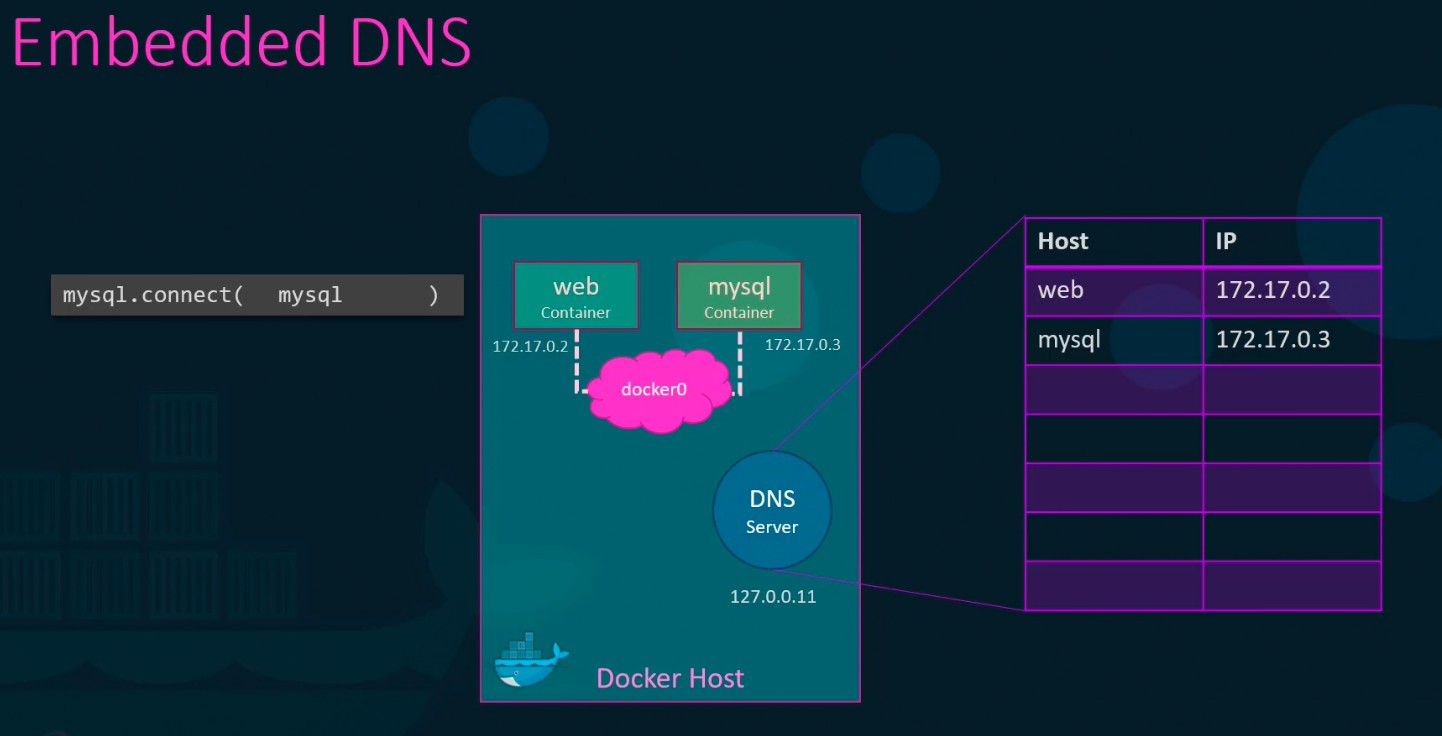 Embedded DNS
mysql.connect( mysql )
web
Container
mysql
Container
172.17.0.2
172.17.0.3
docker0
DNS
Server
127.0.0.11
Docker Host
Host IP
web 172.17.0.2
mysql 172.17.0.3